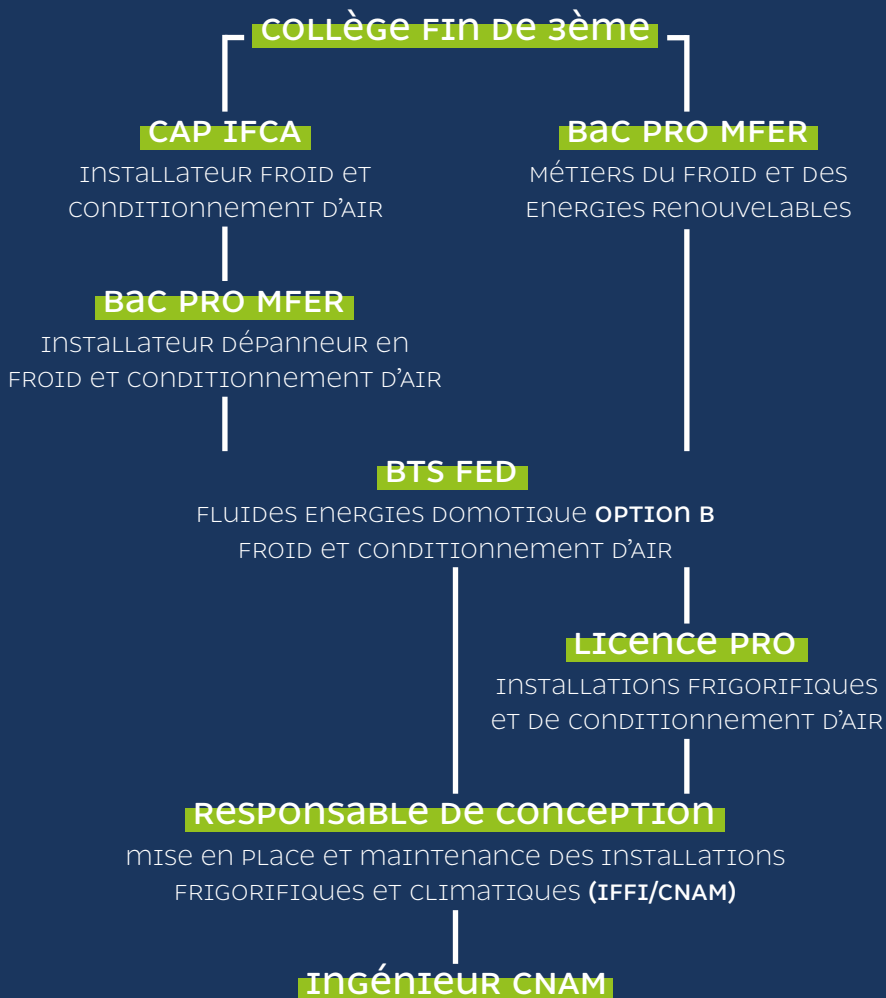 COLLÈGE FIN DE 3ÈME
CAP IFCA
INSTALLATEUR FROID ET
CONDITIONNEMENT D'AIR
BAC PRO MFER
MÉTIERS DU FROID ET DES
ENERGIES RENOUVELABLES
BAC PRO MFER
INSTALLATEUR DÉPANNEUR EN
FROID ET CONDITIONNEMENT D'AIR
BTS FED
FLUIDES ENERGIES DOMOTIQUE OPTION B
FROID ET CONDITIONNEMENT D'AIR
LICENCE PRO
INSTALLATIONS FRIGORIFIQUES
ET DE CONDITIONNEMENT D'AIR
RESPONSABLE DE CONCEPTION
MISE EN PLACE ET MAINTENANCE DES INSTALLATIONS
FRIGORIFIQUES ET CLIMATIQUES (IFFI/CNAM)
INGÉNIEUR CNAM